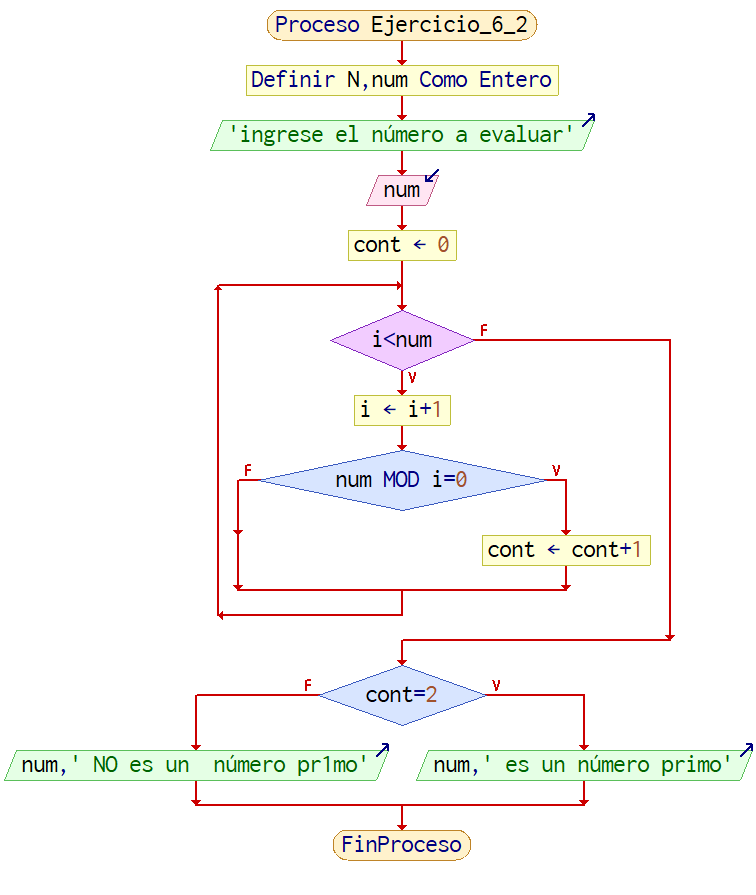 Proceso Ejercicio_6_2
Definir N,num Como Entero
'ingrese el número a evaluar'
num
cont ← 0
i<num
F
V
i ← i+1
num MOD i=0
F
V
cont ← cont+1
cont=2
F
V
num,' NO es un  número pr1mo'
num,' es un número primo'
FinProceso